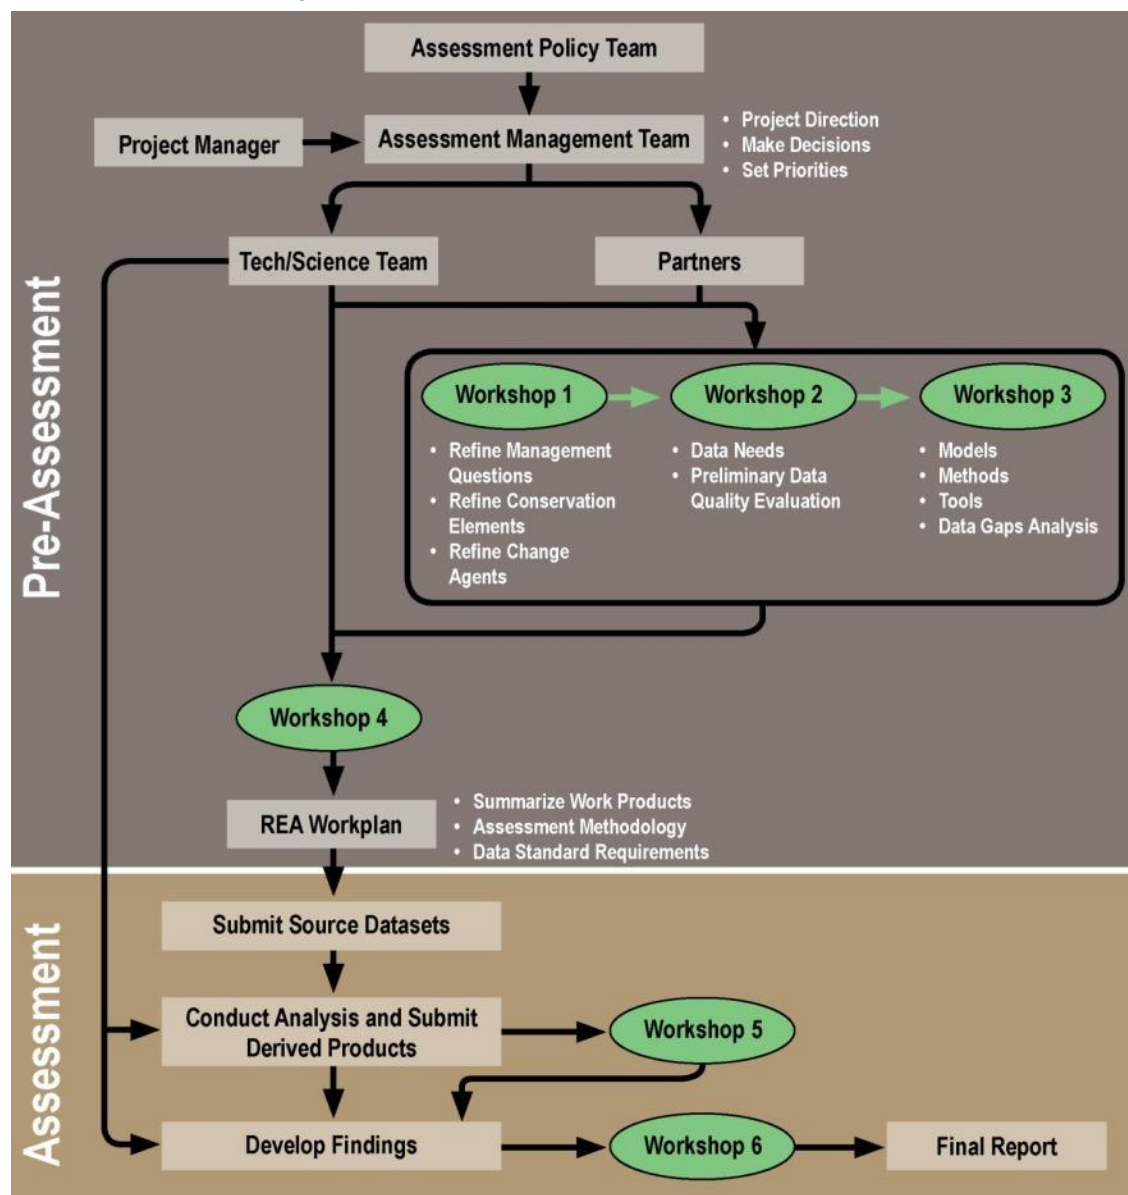 Assessment Policy Team
Project Manager
Assessment Management Team
• Project Direction
• Make Decisions
• Set Priorities
Tech/Science Team
Partners
Pre-Assessment
Workshop 1
• Refine Management
Questions
• Refine Conservation
Elements
• Refine Change
Agents
Workshop 2
• Data Needs
• Preliminary Data
Quality Evaluation
Workshop 3
• Models
• Methods
• Tools
• Data Gaps Analysis
Workshop 4
REA Workplan
• Summarize Work Products
• Assessment Methodology
• Data Standard Requirements
Assessment
Submit Source Datasets
Conduct Analysis and Submit
Derived Products
Workshop 5
Develop Findings
Workshop 6
Final Report